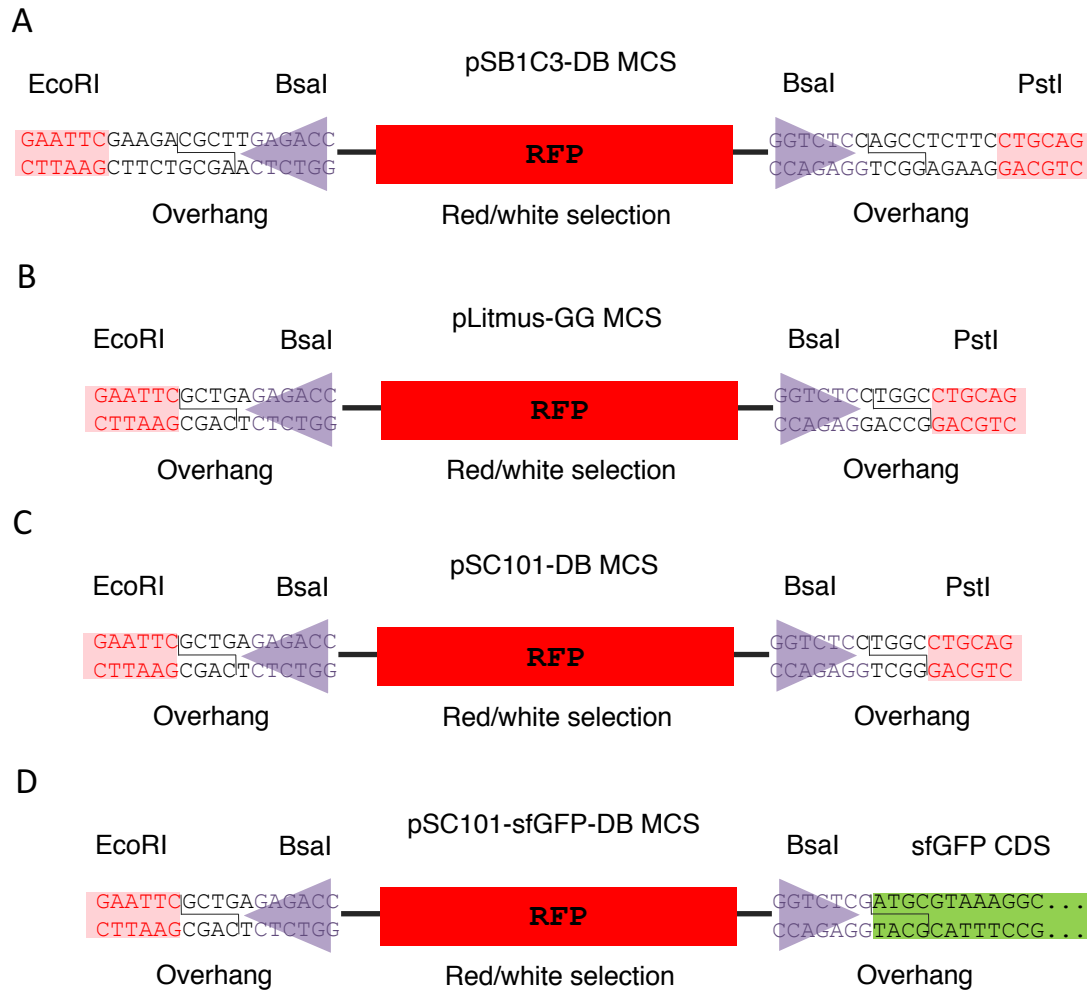 A
pSB1C3-DB MCS
EcoRI BsaI BsaI PstI
GAATTCGAAGACGCTTGAGACC RFP GGTCTCCAGCCTCTTCCTGCAG
CTTAAGCTTCTGCGAACTCTGG CCAGAGGTCGGAGAAGGACGTC
Overhang Red/white selection Overhang
B
pLitmus-GG MCS
EcoRI BsaI BsaI PstI
GAATTCGCTGAGAGACC RFP GGTCTCCTGGCCTGCAG
CTTAAGCGACTCTCTGG CCAGAGGACCGGACGTC
Overhang Red/white selection Overhang
C
pSC101-DB MCS
EcoRI BsaI BsaI PstI
GAATTCGCTGAGAGACC RFP GGTCTCCTGGCCTGCAG
CTTAAGCGACTCTCTGG CCAGAGGTCGGGACGTC
Overhang Red/white selection Overhang
D
pSC101-sfGFP-DB MCS
EcoRI BsaI BsaI sfGFP CDS
GAATTCGCTGAGAGACC RFP GGTCTCGATGCGTAAAGGC...
CTTAAGCGACTCTCTGG CCAGAGGTACGCATTTCCG...
Overhang Red/white selection Overhang